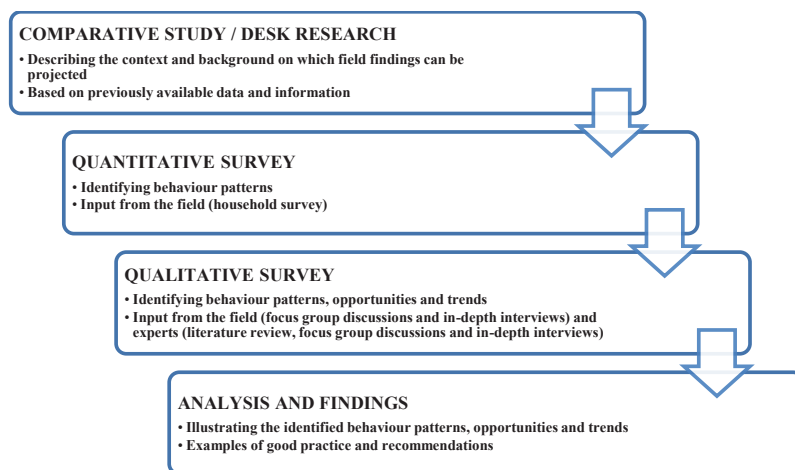 COMPARATIVE STUDY / DESK RESEARCH
• Describing the context and background on which field findings can be
projected
• Based on previously available data and information
QUANTITATIVE SURVEY
• Identifying behaviour patterns
• Input from the field (household survey)
QUALITATIVE SURVEY
• Identifying behaviour patterns, opportunities and trends
• Input from the field (focus group discussions and in-depth interviews) and
experts (literature review, focus group discussions and in-depth interviews)
ANALYSIS AND FINDINGS
• Illustrating the identified behaviour patterns, opportunities and trends
• Examples of good practice and recommendations